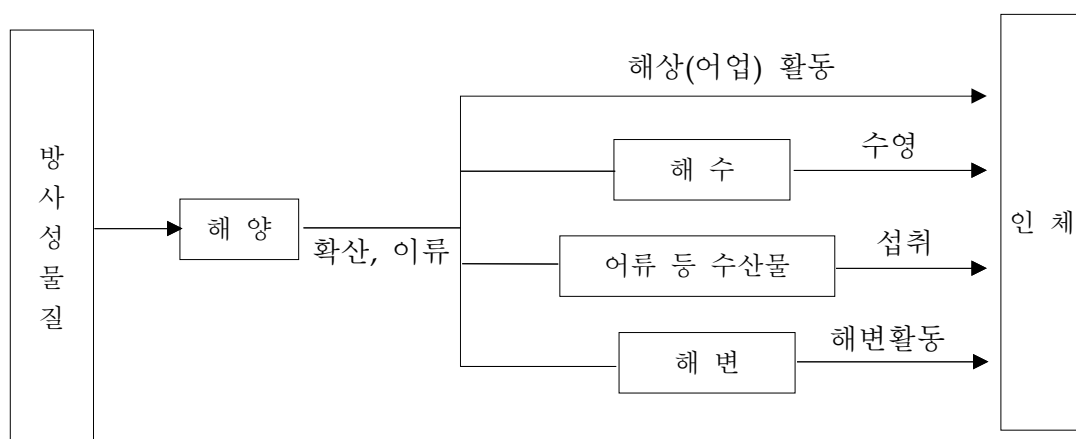 방사성물질
해 양
확산, 이류
해상(어업) 활동
해 수
수영
어류 등 수산물
섭취
해 변
해변활동
인 체